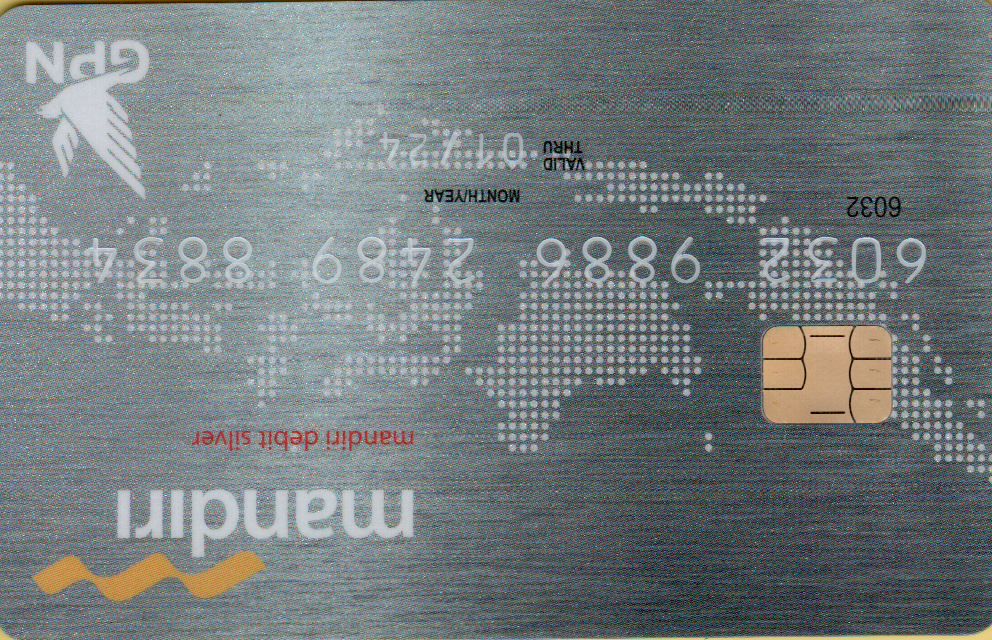 mandiri
mandiri debit silver
6032 9886 2489 8834
6032
MONTH/YEAR
VALID
THRU
01/24
GPN